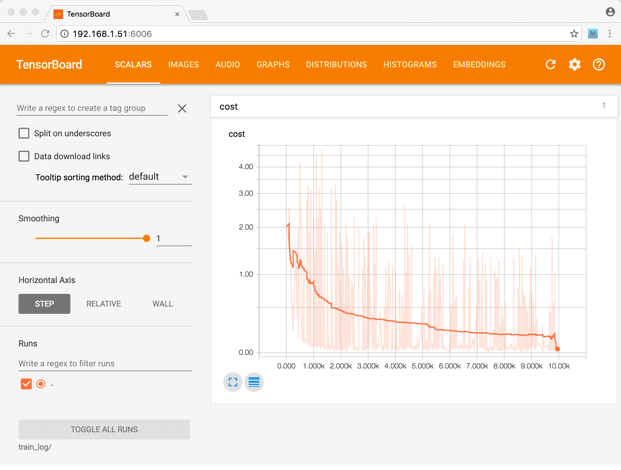 TensorBoard
192.168.1.51:6006
TensorBoard
SCALARS
IMAGES
AUDIO
GRAPHS
DISTRIBUTIONS
HISTOGRAMS
EMBEDDINGS
Write a regex to create a tag group
Split on underscores
Data download links
Tooltip sorting method: default
Smoothing
1
Horizontal Axis
STEP
RELATIVE
WALL
Runs
Write a regex to filter runs
.
TOGGLE ALL RUNS
train_log/
cost
1
cost
4.00
3.00
2.00
1.00
0.00
0.000 1.000k 2.000k 3.000k 4.000k 5.000k 6.000k 7.000k 8.000k 9.000k 10.00k